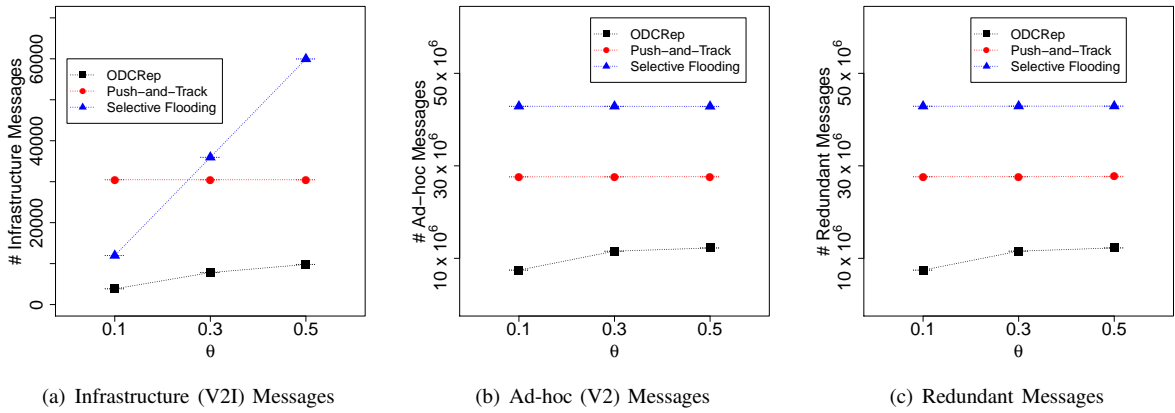 # Infrastructure Messages
0
20000
40000
60000
ODCRep
Push−and−Track
Selective Flooding
0.1
0.3
0.5
θ
(a) Infrastructure (V2I) Messages
# Ad−hoc Messages
10 x 10^6
30 x 10^6
50 x 10^6
ODCRep
Push−and−Track
Selective Flooding
0.1
0.3
0.5
θ
(b) Ad-hoc (V2) Messages
# Redundant Messages
10 x 10^6
30 x 10^6
50 x 10^6
ODCRep
Push−and−Track
Selective Flooding
0.1
0.3
0.5
θ
(c) Redundant Messages